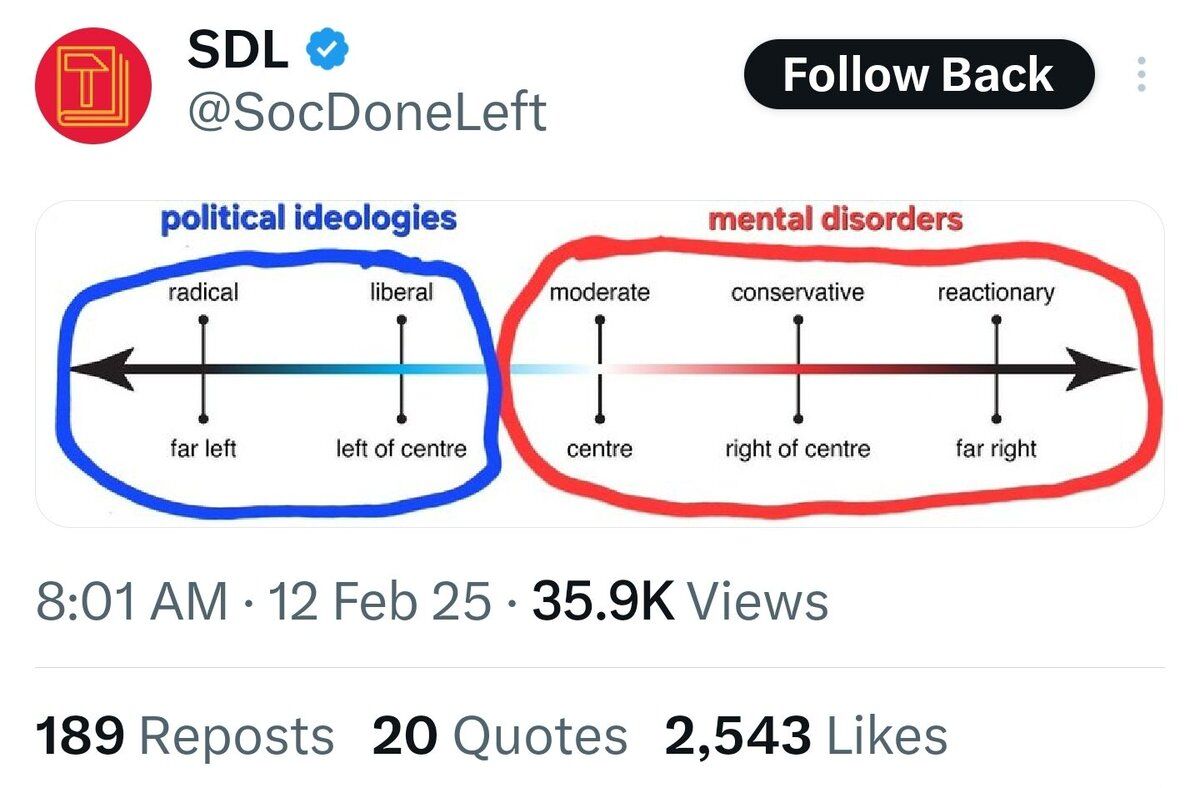 SDL
@SocDoneLeft
Follow Back
political ideologies mental disorders
radical liberal moderate conservative reactionary
far left left of centre centre right of centre far right
8:01 AM · 12 Feb 25 · 35.9K Views
189 Reposts 20 Quotes 2,543 Likes